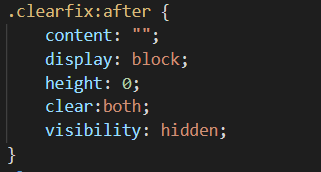 .clearfix:after {
    content: "";
    display: block;
    height: 0;
    clear:both;
    visibility: hidden;
}